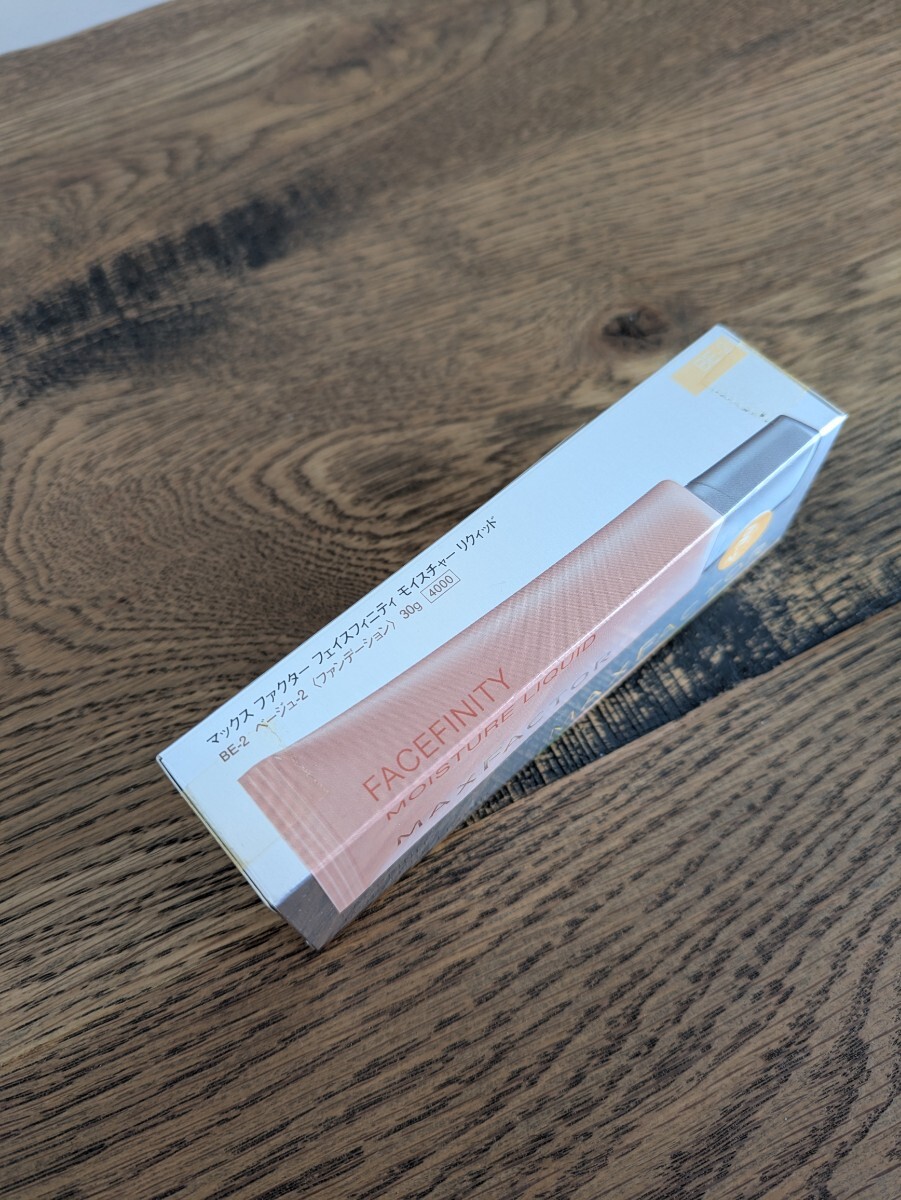 マックス ファクター フェイスフィニティ モイスチャー リクィッド
BE-2 ベージュ-2 〈ファンデーション〉 30g 4000
FACEFINITY
MOISTURE LIQUID
MAXFACTOR
MAXFACTOR